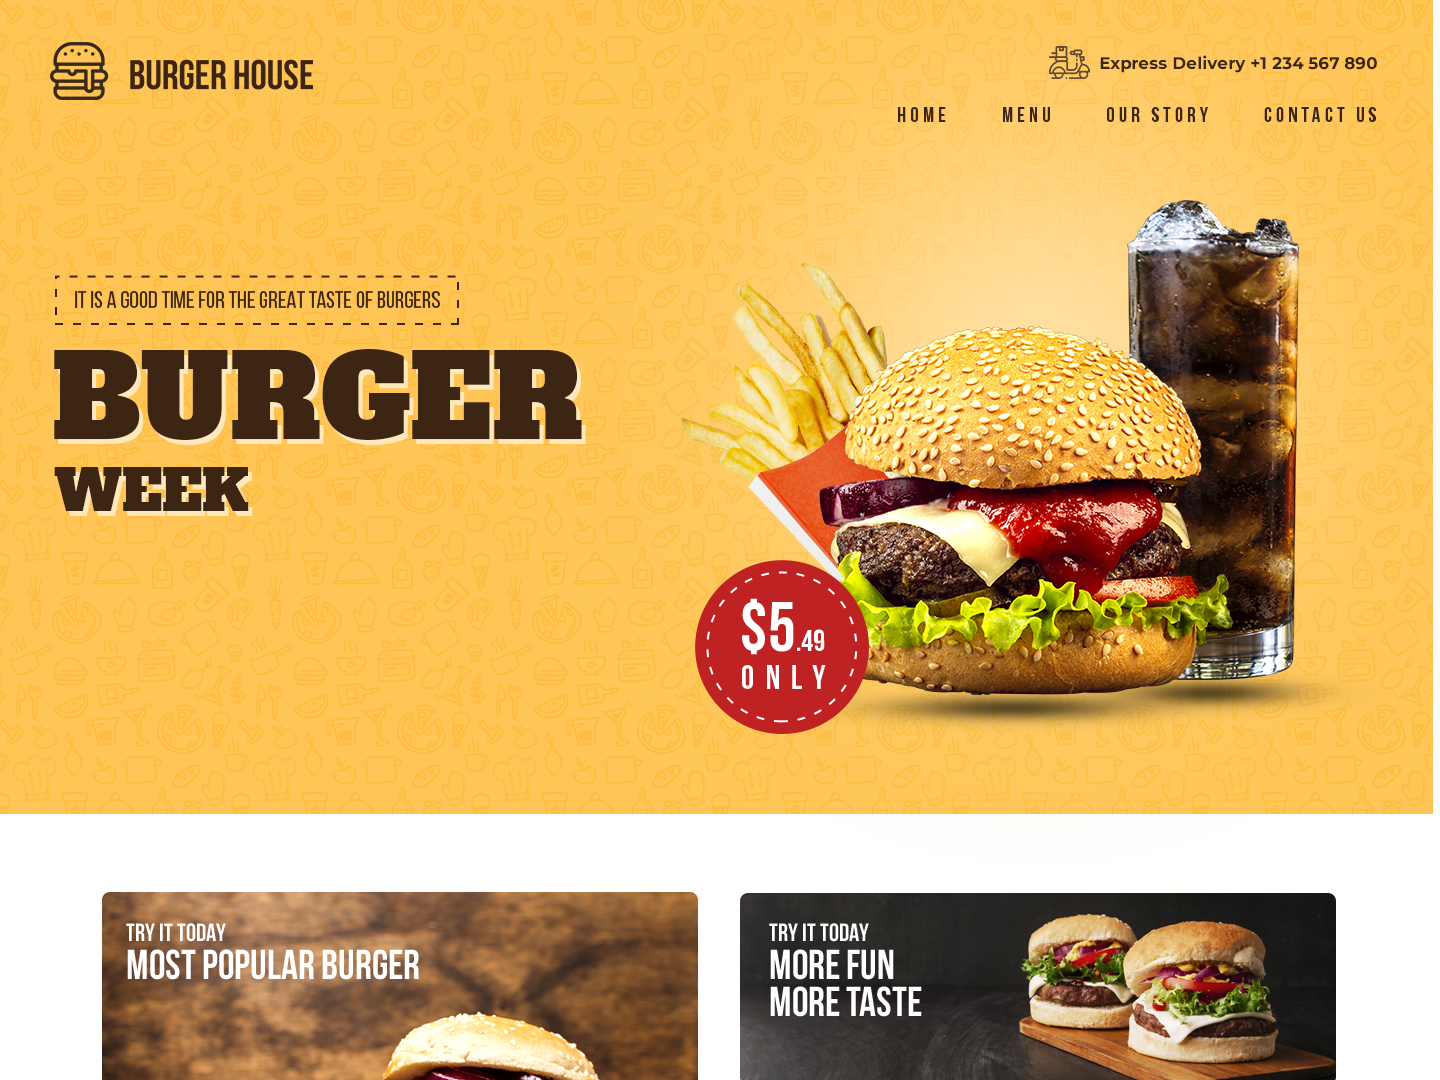 BURGER HOUSE
Express Delivery +1 234 567 890
HOME MENU OUR STORY CONTACT US
IT IS A GOOD TIME FOR THE GREAT TASTE OF BURGERS
BURGER
WEEK
$5.49
ONLY
TRY IT TODAY
MOST POPULAR BURGER
TRY IT TODAY
MORE FUN
MORE TASTE